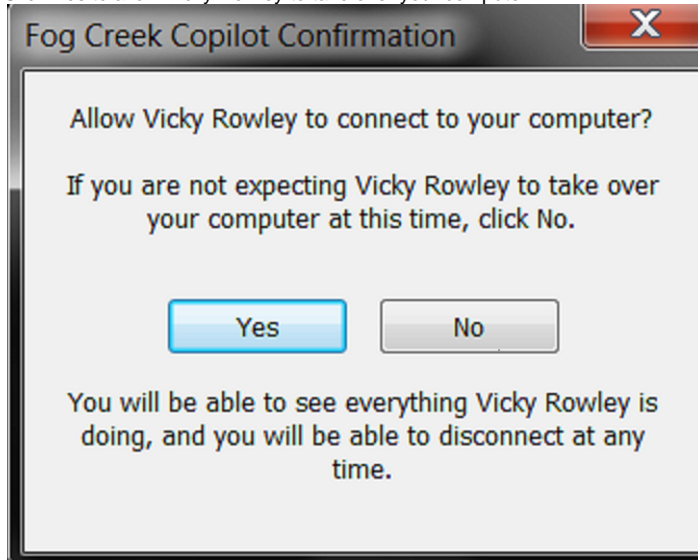 Fog Creek Copilot Confirmation
X
Allow Vicky Rowley to connect to your computer?
If you are not expecting Vicky Rowley to take over
your computer at this time, click No.
Yes
No
You will be able to see everything Vicky Rowley is
doing, and you will be able to disconnect at any
time.